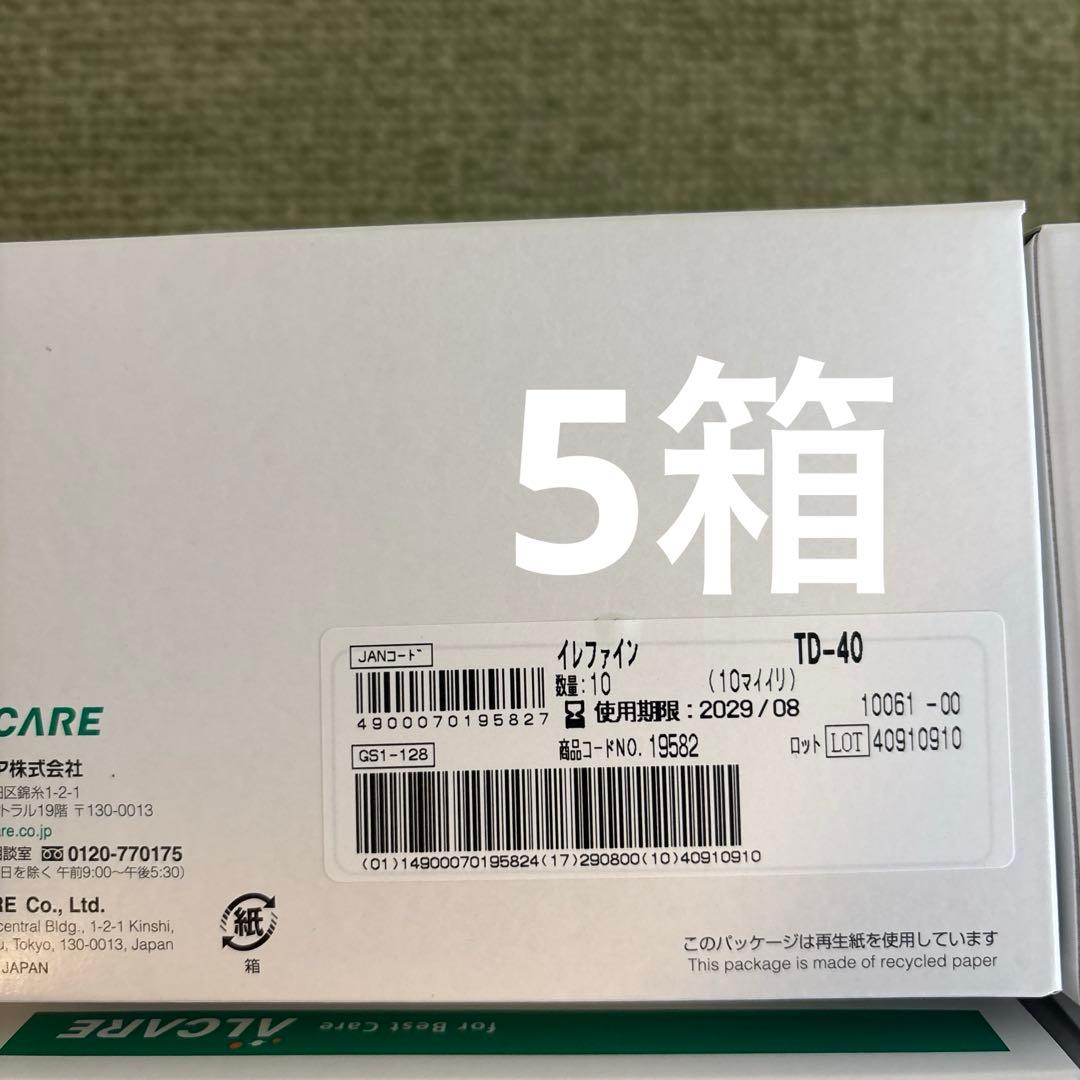 5箱
JANコード
イレファイン
TD-40
数量:10
(10マイイリ)
4900070195827
使用期限:2029/08
10061 -00
GS1-128
商品コードNO. 19582
ロット LOT 40910910
(01)14900070195824(17)290800(10)40910910
CARE
ア株式会社
区錦糸1-2-1
トラル19階 〒130-0013
are.co.jp
談室 0120-770175
日を除く 午前9:00〜午後5:30)
RE Co., Ltd.
central Bldg., 1-2-1 Kinshi,
u, Tokyo, 130-0013, Japan
JAPAN
紙
箱
このパッケージは再生紙を使用しています
This package is made of recycled paper
ALCARE for Best Care